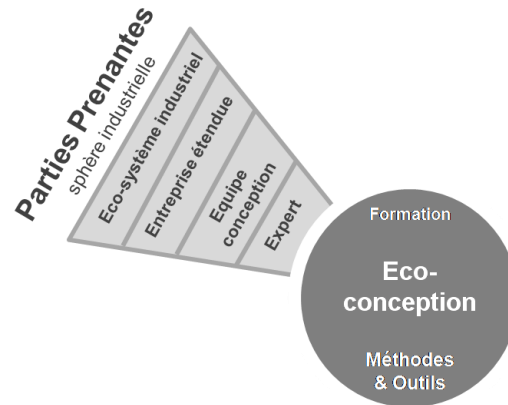 Parties Prenantes
sphère industrielle
Eco-système industriel
Entreprise étendue
Equipe
conception
Expert
Formation
Eco-
conception
Méthodes
& Outils